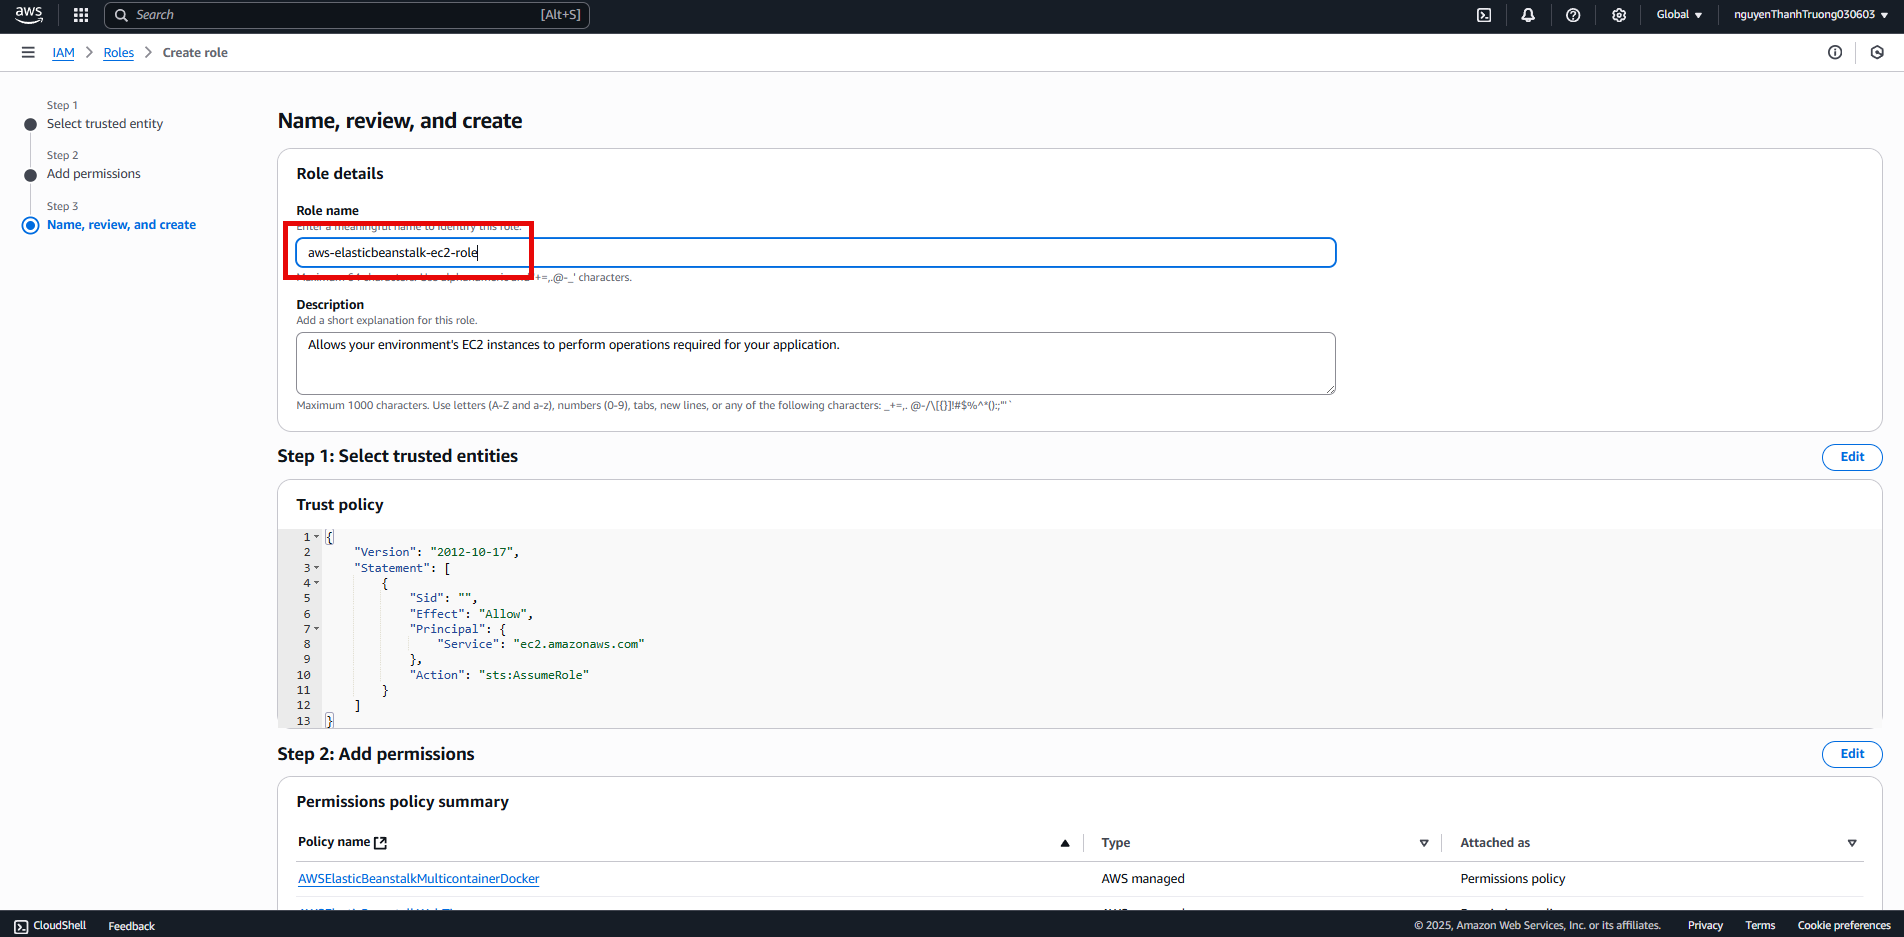 aws Search [Alt+S] Global nguyenThanhTruong030603
IAM Roles Create role
Step 1
Select trusted entity
Step 2
Add permissions
Step 3
Name, review, and create
Name, review, and create
Role details
Role name
Enter a meaningful name to identify this role.
aws-elasticbeanstalk-ec2-role
+=,.@-_' characters.
Description
Add a short explanation for this role.
Allows your environment's EC2 instances to perform operations required for your application.
Maximum 1000 characters. Use letters (A-Z and a-z), numbers (0-9), tabs, new lines, or any of the following characters: _+=,. @-/\[{}]!#$%^*();:"'`
Step 1: Select trusted entities
Edit
Trust policy
1 {
2 "Version": "2012-10-17",
3 "Statement": [
4 {
5 "Sid": "",
6 "Effect": "Allow",
7 "Principal": {
8 "Service": "ec2.amazonaws.com"
9 },
10 "Action": "sts:AssumeRole"
11 }
12 ]
13 }
Step 2: Add permissions
Edit
Permissions policy summary
Policy name Type Attached as
AWSElasticBeanstalkMulticontainerDocker AWS managed Permissions policy
CloudShell Feedback © 2025, Amazon Web Services, Inc. or its affiliates. Privacy Terms Cookie preferences